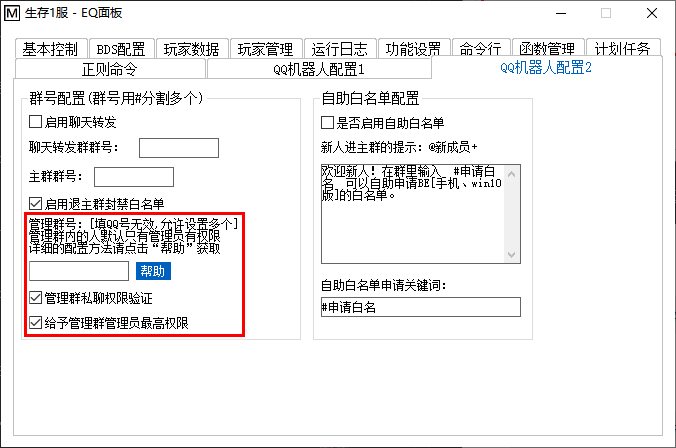 生存1服 - EQ面板
基本控制 BDS配置 玩家数据 玩家管理 运行日志 功能设置 命令行 函数管理 计划任务
正则命令 QQ机器人配置1 QQ机器人配置2
群号配置(群号用#分割多个)
启用聊天转发
聊天转发群群号:
主群群号:
启用退主群封禁白名单
管理群号: [填QQ号无效,允许设置多个]
管理群内的人默认只有管理员有权限
详细的配置方法请点击“帮助”获取
帮助
管理群私聊权限验证
给予管理群管理员最高权限
自助白名单配置
是否启用自助白名单
新人进主群的提示: @新成员+
欢迎新人! 在群里输入 #申请白
名 可以自助申请BE[手机、win10
版]的白名单。
自助白名单申请关键词:
#申请白名